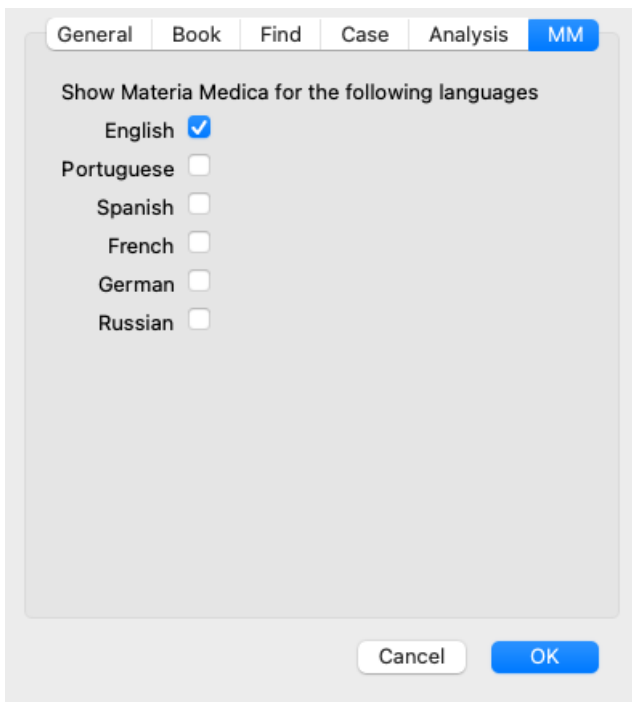 General Book Find Case Analysis MM
Show Materia Medica for the following languages
English
Portuguese
Spanish
French
German
Russian
Cancel OK